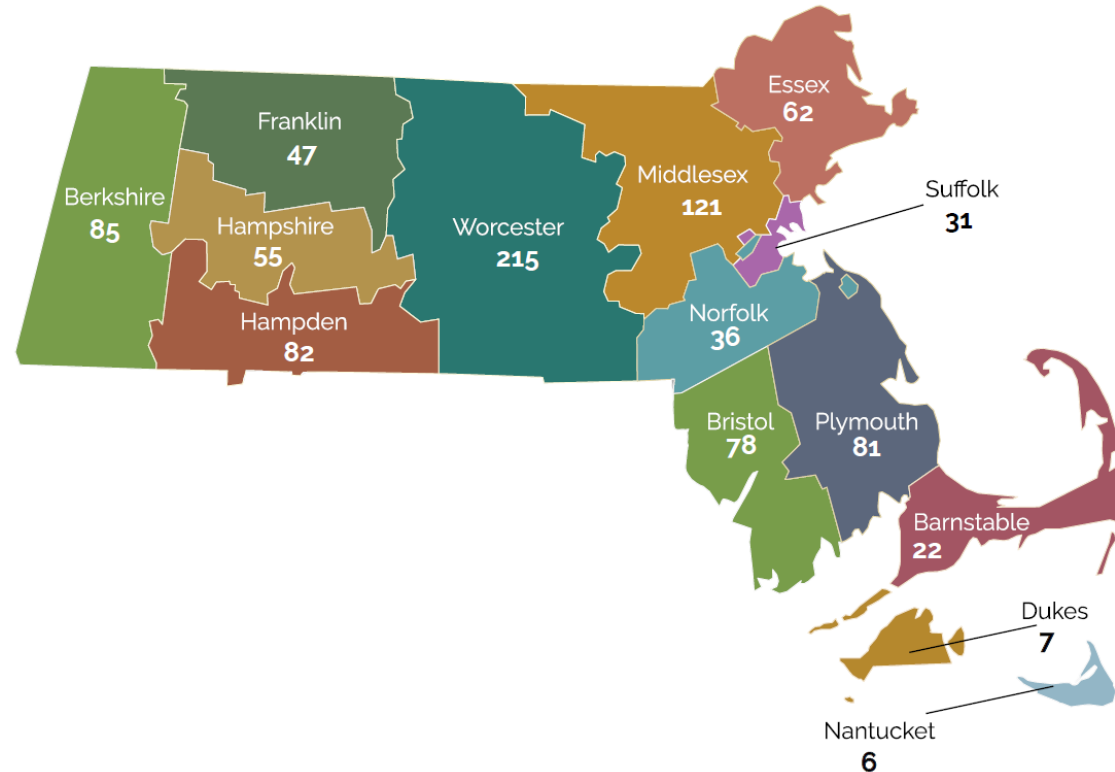 Essex
62
Franklin
47
Middlesex
121
Suffolk
31
Berkshire
85
Hampshire
55
Worcester
215
Hampden
82
Norfolk
36
Bristol
78
Plymouth
81
Barnstable
22
Dukes
7
Nantucket
6